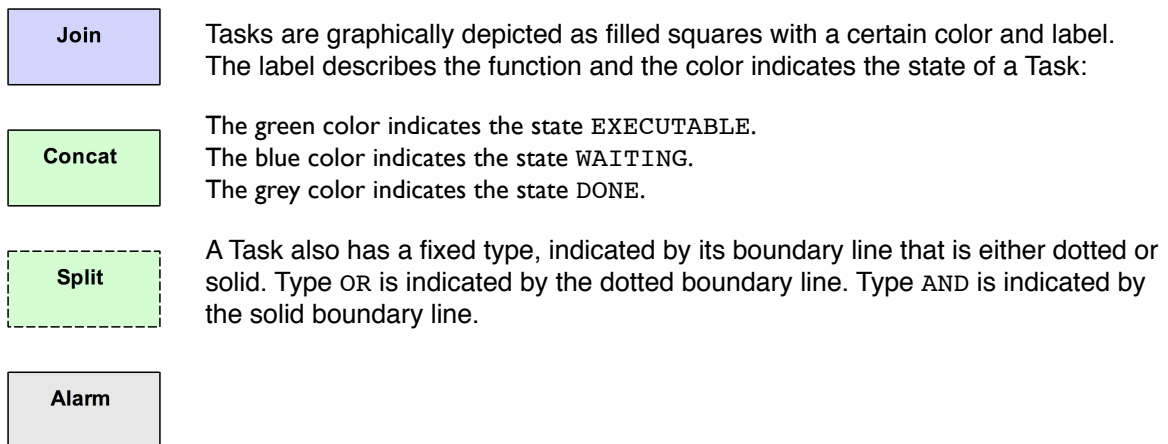 Join
Tasks are graphically depicted as filled squares with a certain color and label.
The label describes the function and the color indicates the state of a Task:
The green color indicates the state EXECUTABLE.
Concat
The blue color indicates the state WAITING.
The grey color indicates the state DONE.
A Task also has a fixed type, indicated by its boundary line that is either dotted or
Split
solid. Type OR is indicated by the dotted boundary line. Type AND is indicated by
the solid boundary line.
Alarm